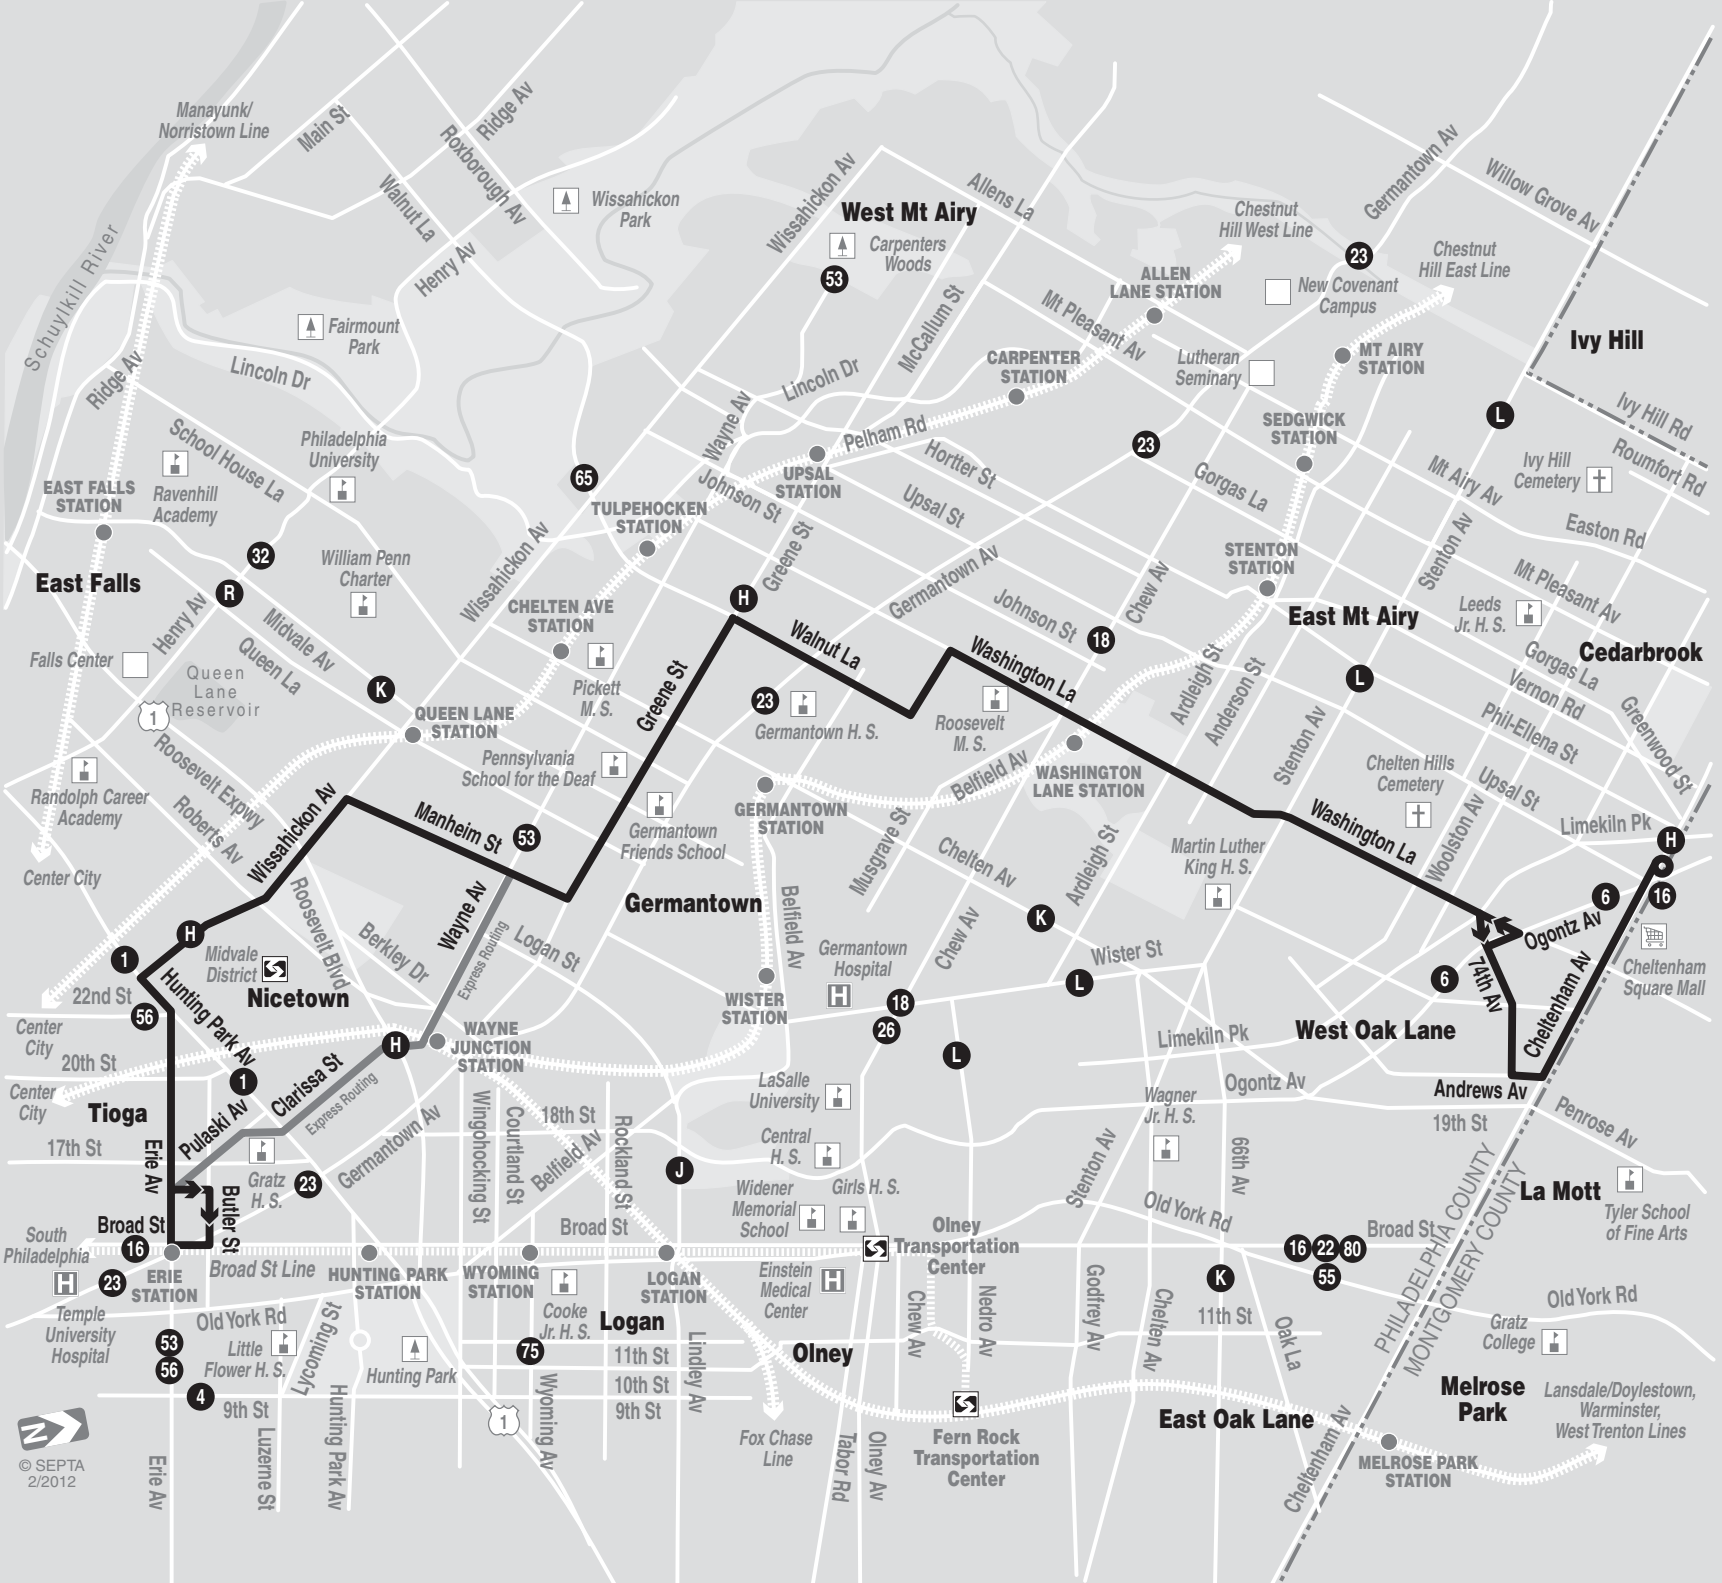 Manayunk/
Norristown Line
Main St
Ridge Av
Roxborough Av
Walnut La
Henry Av
Wissahickon
Park
Wissahickon Av
West Mt Airy
Carpenters
Woods
53
Allens La
Chestnut
Hill West Line
Germantown Av
Willow Grove Av
23
Chestnut
Hill East Line
ALLEN
LANE STATION
New Covenant
Campus
Schuylkill River
Fairmount
Park
Lincoln Dr
Ridge Av
McCallum St
Mt Pleasant Av
Lutheran
Seminary
MT AIRY
STATION
Ivy Hill
CARPENTER
STATION
Lincoln Dr
Wayne Av
Pelham Rd
23
SEDGWICK
STATION
L
Ivy Hill Rd
Roumfort Rd
School House La
Philadelphia
University
Ravenhill
Academy
EAST FALLS
STATION
65
TULPEHOCKEN
STATION
Johnson St
UPSAL
STATION
Hortter St
Upsal St
Gorgas La
Mt Airy Av
Ivy Hill
Cemetery
Easton Rd
32
R
William Penn
Charter
East Falls
Wissahickon Av
CHELTEN AVE
STATION
H
Greene St
Germantown Av
Johnson St
18
Chew Av
STENTON
STATION
East Mt Airy
Stenton Av
Mt Pleasant Av
Leeds
Jr. H. S.
Cedarbrook
Gorgas La
Vernon Rd
Phil-Ellena St
Greenwood St
Henry Av
Midvale Av
Queen La
Falls Center
Queen
Lane
Reservoir
1
K
QUEEN LANE
STATION
Pickett
M. S.
Greene St
Walnut La
23
Germantown H. S.
Washington La
Roosevelt
M. S.
Ardleigh St
Anderson St
L
Stenton Av
Roosevelt Expwy
Roberts Av
Randolph Career
Academy
Pennsylvania
School for the Deaf
GERMANTOWN
STATION
Belfield Av
WASHINGTON
LANE STATION
Chelten Hills
Cemetery
Upsal St
Limekiln Pk
H
Center City
Wissahickon Av
Manheim St
53
Germantown
Friends School
Musgrave St
Chelten Av
Ardleigh St
Martin Luther
King H. S.
Washington La
Woolston Av
6
16
Ogontz Av
H
1
Midvale
District
Roosevelt Blvd
Berkley Dr
Wayne Av
Express Routing
Logan St
Germantown
Belfield Av
Germantown
Hospital
Chew Av
K
Wister St
L
6
74th Av
Cheltenham Av
Cheltenham
Square Mall
22nd St
56
Hunting Park Av
Nicetown
WISTER
STATION
18
26
L
Limekiln Pk
West Oak Lane
Center
City
20th St
Center
City
1
H
WAYNE
JUNCTION
STATION
Clarissa St
Express Routing
LaSalle
University
Ogontz Av
Andrews Av
19th St
Tioga
Pulaski Av
17th St
Erie Av
Gratz
H. S.
23
Germantown Av
Wingohocking St
Courtland St
18th St
Belfield Av
Rockland St
J
Central
H. S.
Wagner
Jr. H. S.
Stenton Av
66th Av
Penrose Av
PHILADELPHIA COUNTY
MONTGOMERY COUNTY
La Mott
Tyler School
of Fine Arts
Butler St
Broad St
South
Philadelphia
16
23
ERIE
STATION
Broad St Line
HUNTING PARK
STATION
WYOMING
STATION
Broad St
LOGAN
STATION
Widener
Memorial
School
Girls H. S.
Olney
Transportation
Center
Old York Rd
Broad St
16
22
80
55
Temple
University
Hospital
Old York Rd
Little
Flower H. S.
Lycoming St
Cooke
Jr. H. S.
Logan
Einstein
Medical
Center
Chew Av
Nedro Av
Godfrey Av
Chelten Av
K
11th St
Oak La
Old York Rd
Gratz
College
53
56
4
9th St
Luzerne St
Hunting Park Av
Hunting Park
75
11th St
10th St
9th St
Lindley Av
Wyoming Av
1
Olney
Fox Chase
Line
Tabor Rd
Olney Av
Fern Rock
Transportation
Center
East Oak Lane
Cheltenham Av
Melrose
Park
MELROSE PARK
STATION
Lansdale/Doylestown,
Warminster,
West Trenton Lines
N
© SEPTA
2/2012
Erie Av